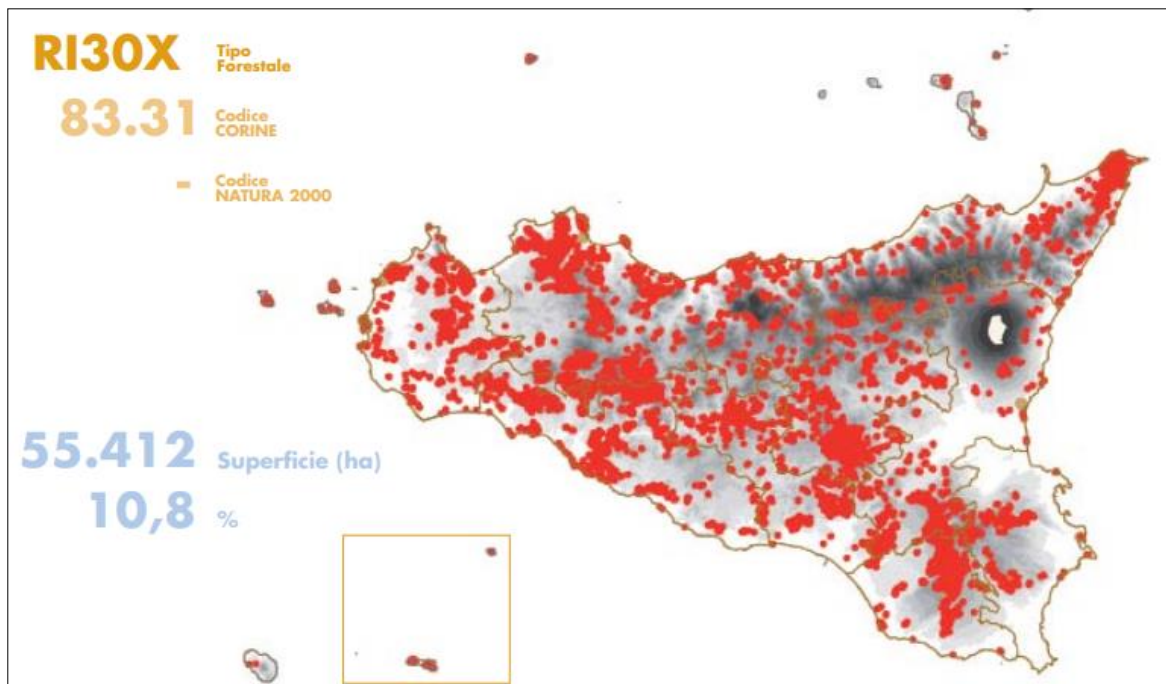 RI30X
Tipo
Forestale
83.31
Codice
CORINE
-
Codice
NATURA 2000
55.412 Superficie (ha)
10,8 %